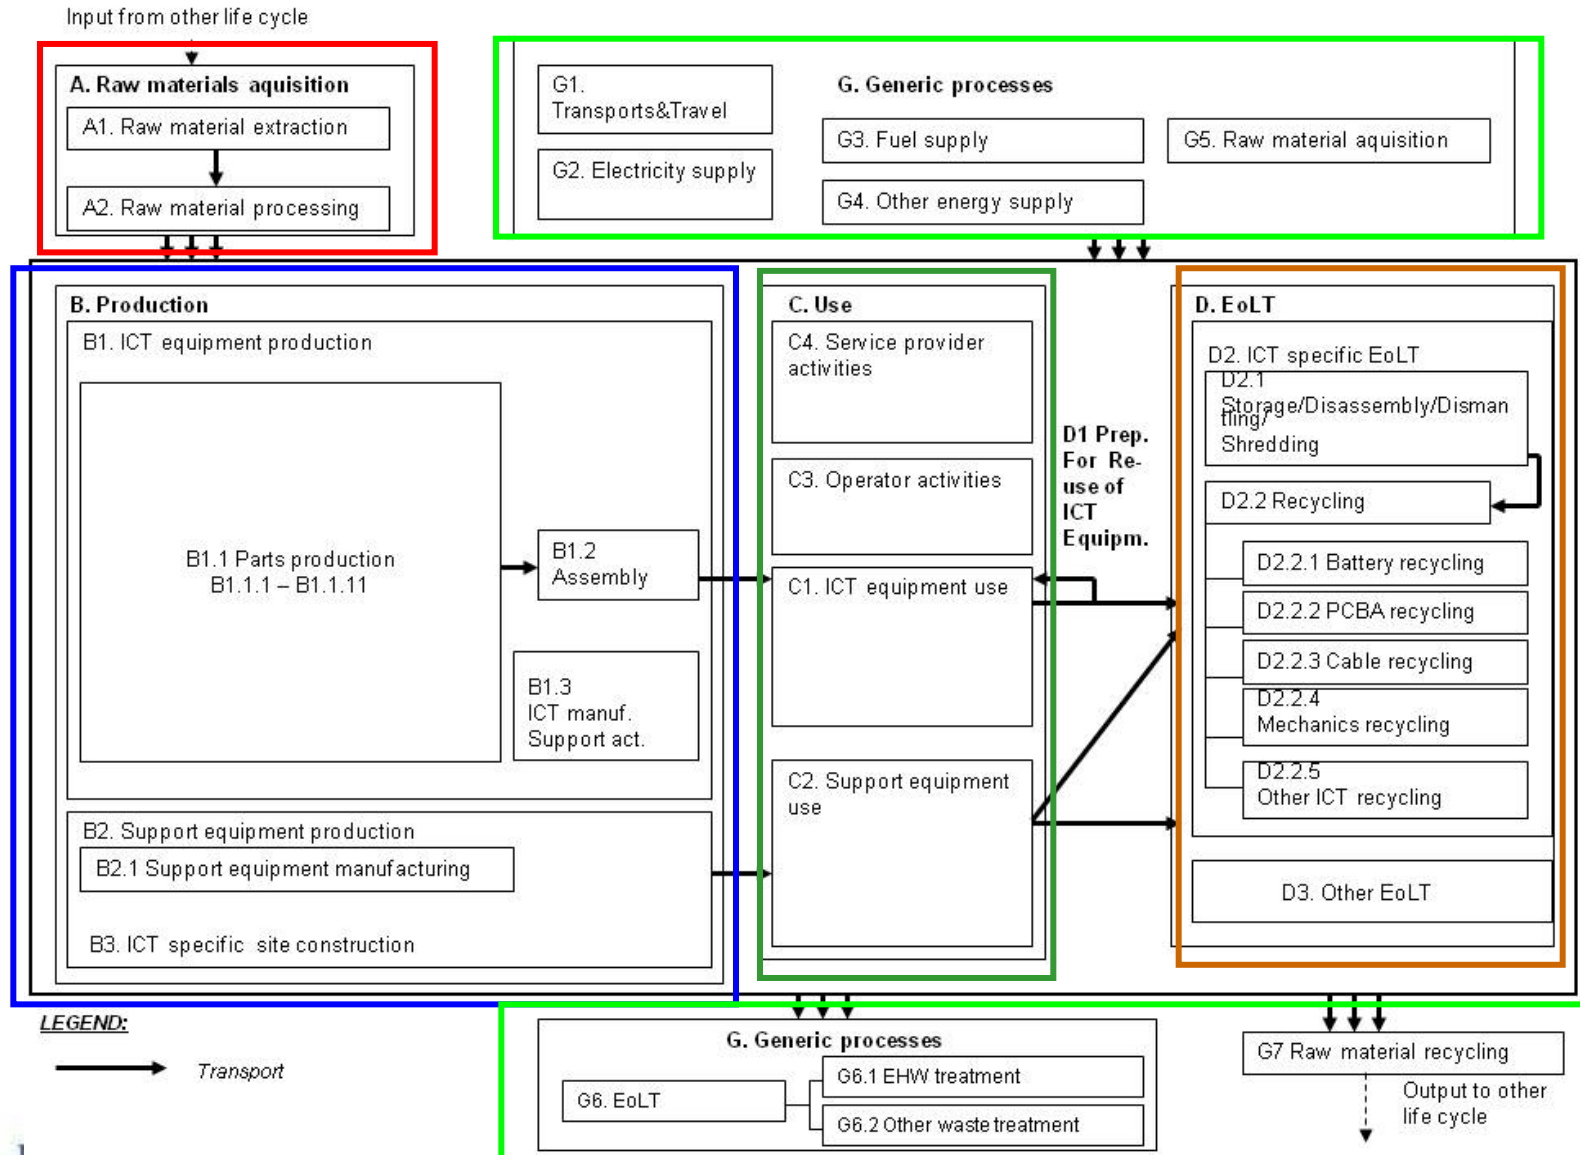 Input from other life cycle
A. Raw materials aquisition
A1. Raw material extraction
A2. Raw material processing
G1.
Transports&Travel
G2. Electricity supply
G. Generic processes
G3. Fuel supply
G4. Other energy supply
G5. Raw material aquisition
B. Production
B1. ICT equipment production
B1.1 Parts production
B1.1.1 – B1.1.11
B1.2
Assembly
B1.3
ICT manuf.
Support act.
B2. Support equipment production
B2.1 Support equipment manufacturing
B3. ICT specific site construction
C. Use
C4. Service provider
activities
C3. Operator activities
C1. ICT equipment use
C2. Support equipment
use
D1 Prep.
For Re-
use of
ICT
Equipm.
D. EoLT
D2. ICT specific EoLT
D2.1
Storage/Disassembly/Disman
tling/
Shredding
D2.2 Recycling
D2.2.1 Battery recycling
D2.2.2 PCBA recycling
D2.2.3 Cable recycling
D2.2.4
Mechanics recycling
D2.2.5
Other ICT recycling
D3. Other EoLT
LEGEND:
Transport
G. Generic processes
G6. EoLT
G6.1 EHW treatment
G6.2 Other waste treatment
G7 Raw material recycling
Output to other
life cycle